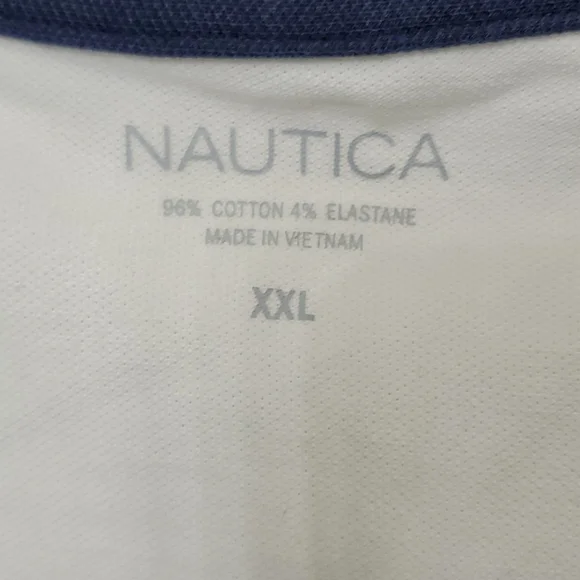 NAUTICA
96% COTTON 4% ELASTANE
MADE IN VIETNAM
XXL